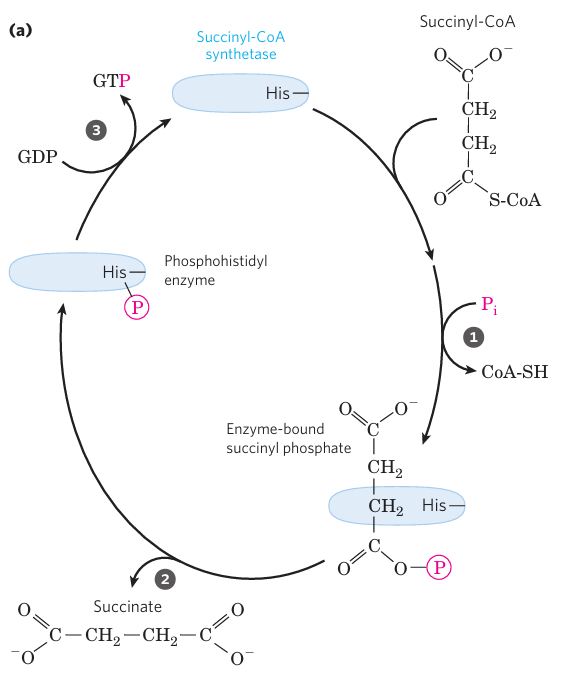 (a)
Succinyl-CoA
synthetase
Succinyl-CoA
O
O⁻
C
CH₂
CH₂
C
O
S-CoA
GTP
His
3
GDP
His
P
Phosphohistidyl
enzyme
Pᵢ
1
CoA-SH
Enzyme-bound
succinyl phosphate
O
O⁻
C
CH₂
CH₂ His
C
O
O P
2
Succinate
O
O
C—CH₂—CH₂—C
⁻O
O⁻